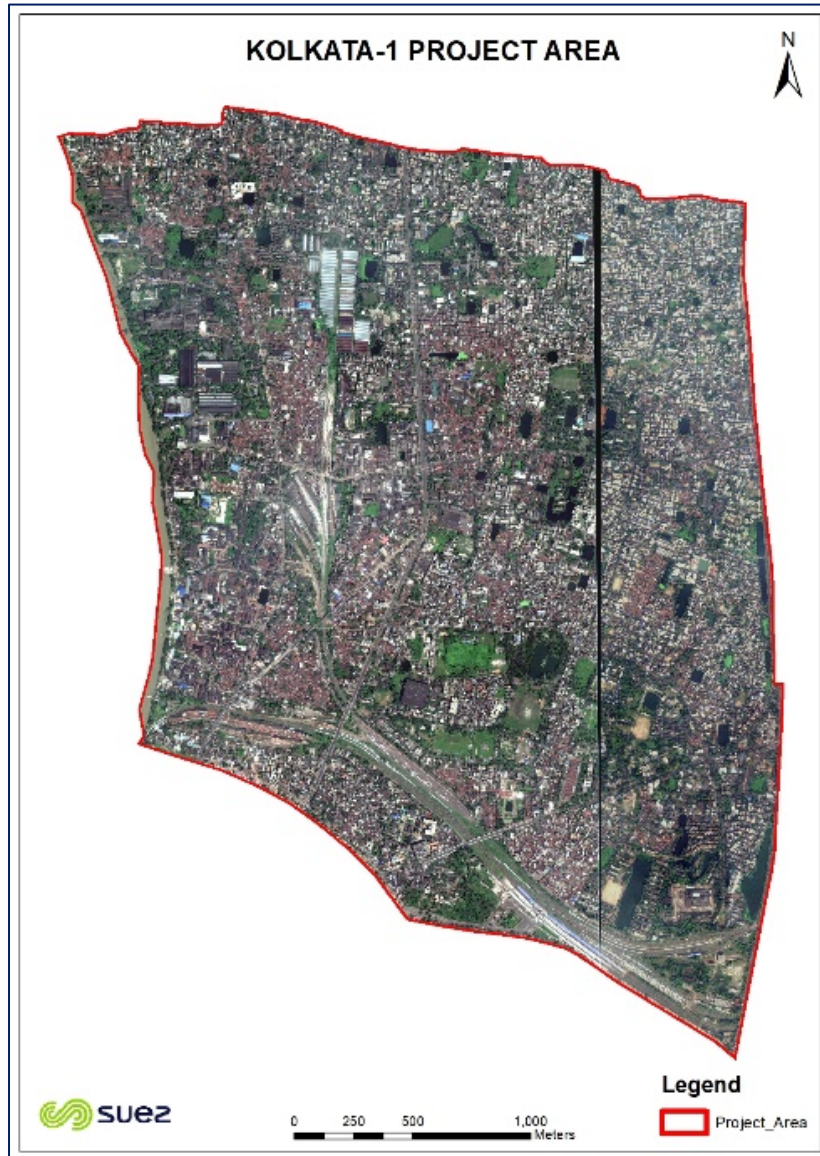 KOLKATA-1 PROJECT AREA
N
Legend
Project_Area
suez
0 250 500 1,000
Meters